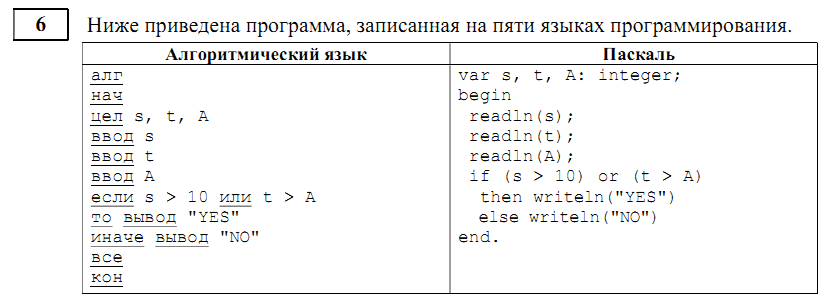 6 Ниже приведена программа, записанная на пяти языках программирования.
Алгоритмический язык
алг
нач
цел s, t, A
ввод s
ввод t
ввод A
если s > 10 или t > A
то вывод "YES"
иначе вывод "NO"
все
кон
Паскаль
var s, t, A: integer;
begin
readln(s);
readln(t);
readln(A);
if (s > 10) or (t > A)
then writeln("YES")
else writeln("NO")
end.